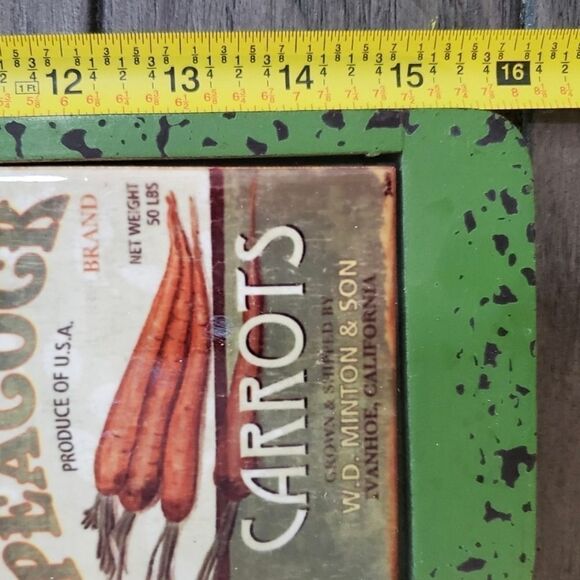 12 13 14 15 16
1 FT
PEACOCK
BRAND
NET WEIGHT
50 LBS
PRODUCE OF U.S.A.
CARROTS
GROWN & SHIPPED BY
W.D. MINTON & SON
IVANHOE, CALIFORNIA